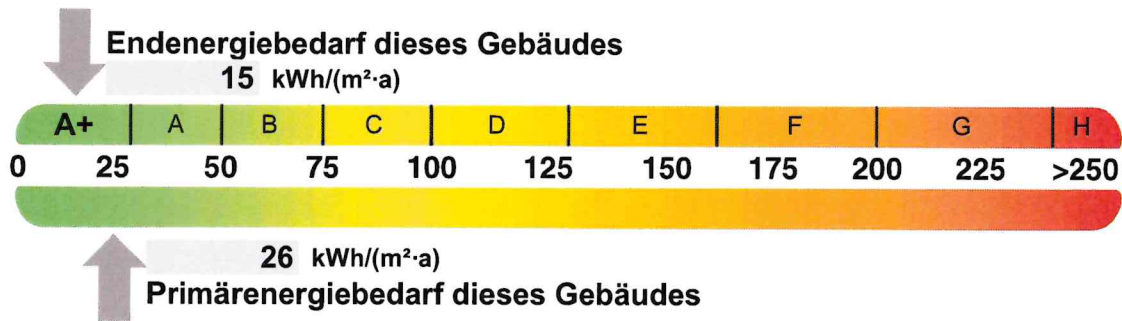 Endenergiebedarf dieses Gebäudes
15 kWh/(m²·a)
A+ A B C D E F G H
0 25 50 75 100 125 150 175 200 225 >250
26 kWh/(m²·a)
Primärenergiebedarf dieses Gebäudes